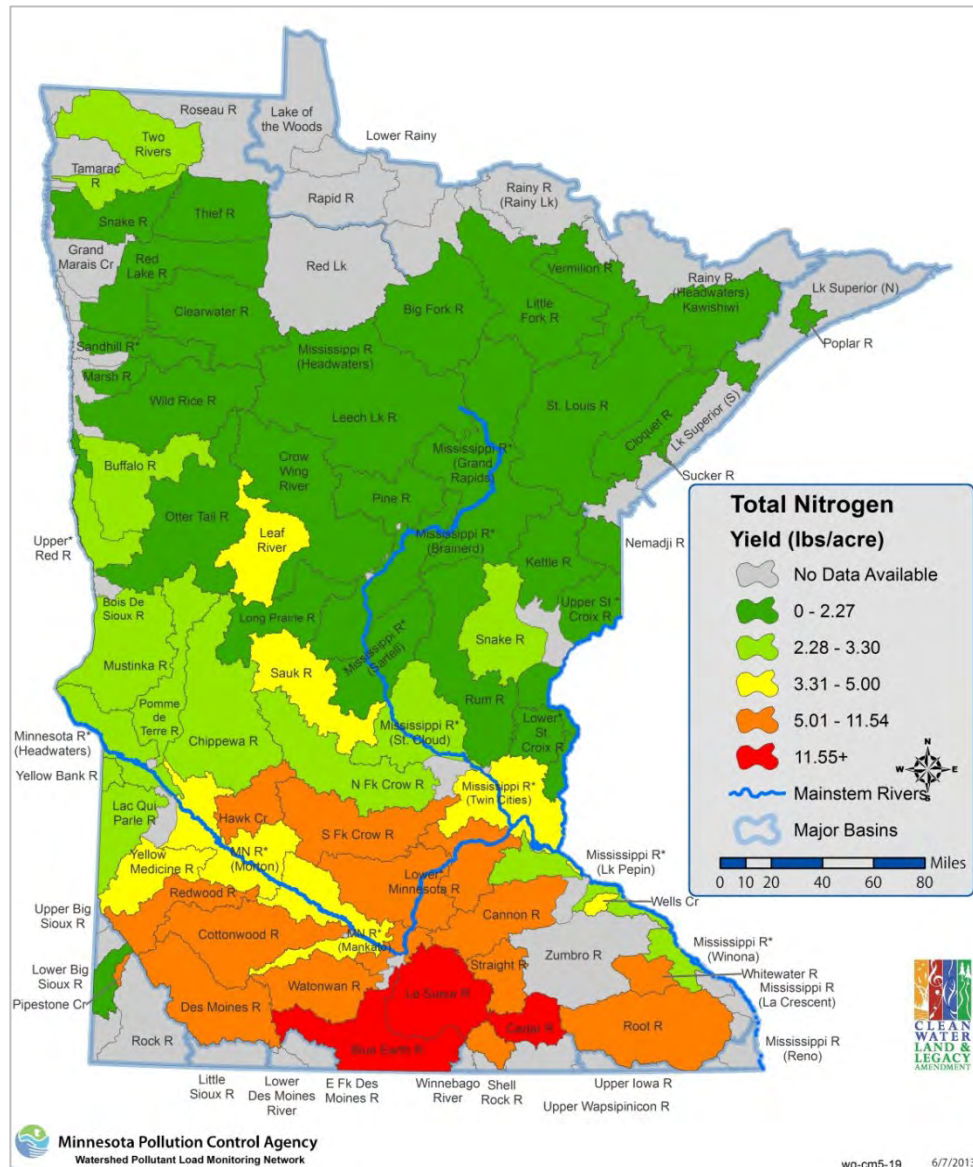 Roseau R
Lake of
the Woods
Lower Rainy
Two
Rivers
Tamarac
R
Rapid R
Rainy R
(Rainy Lk)
Snake R
Thief R
Grand
Marais Cr
Red
Lake R
Red Lk
Vermilion R
Rainy R
(Headwaters)
Kawishiwi
Lk Superior (N)
Big Fork R
Little
Fork R
Clearwater R
Poplar R
Sandhill R*
Mississippi R
(Headwaters)
Marsh R
Wild Rice R
Leech Lk R
St. Louis R
Cloquet R
Lk Superior (S)
Sucker R
Buffalo R
Crow
Wing
River
Mississippi R*
(Grand
Rapids)
Pine R
Otter Tail R
Leaf
River
Upper*
Red R
Mississippi R*
(Brainerd)
Nemadji R
Kettle R
Bois De
Sioux R
Long Prairie R
Upper St*
Croix R
Mustinka R
Snake R
Mississippi R*
(Sartell)
Sauk R
Pomme
de
Terre R
Rum R
Lower*
St.
Croix R
Minnesota R*
(Headwaters)
Chippewa R
Mississippi R*
(St. Cloud)
Yellow Bank R
N Fk Crow R
Mississippi R*
(Twin Cities)
Lac Qui
Parle R
Hawk Cr
S Fk Crow R
Yellow
Medicine R
MN R*
(Morton)
Mississippi R*
(Lk Pepin)
Redwood R
Lower
Minnesota R
Wells Cr
Upper Big
Sioux R
Cottonwood R
Cannon R
MN R*
(Mankato)
Zumbro R
Mississippi R*
(Winona)
Lower Big
Sioux R
Straight R
Whitewater R
Pipestone Cr
Watonwan R
Le Sueur R
Mississippi R
(La Crescent)
Des Moines R
Cedar R
Root R
Rock R
Blue Earth R
Mississippi R
(Reno)
Little
Sioux R
Lower
Des Moines
River
E Fk Des
Moines R
Winnebago
River
Shell
Rock R
Upper Iowa R
Upper Wapsipinicon R
Total Nitrogen
Yield (lbs/acre)
No Data Available
0 - 2.27
2.28 - 3.30
3.31 - 5.00
5.01 - 11.54
11.55+
N
W E
S
Mainstem Rivers
Major Basins
Miles
0 10 20 40 60 80
CLEAN
WATER
LAND &
LEGACY
AMENDMENT
Minnesota Pollution Control Agency
Watershed Pollutant Load Monitoring Network
wq-cm5-19 6/7/2013